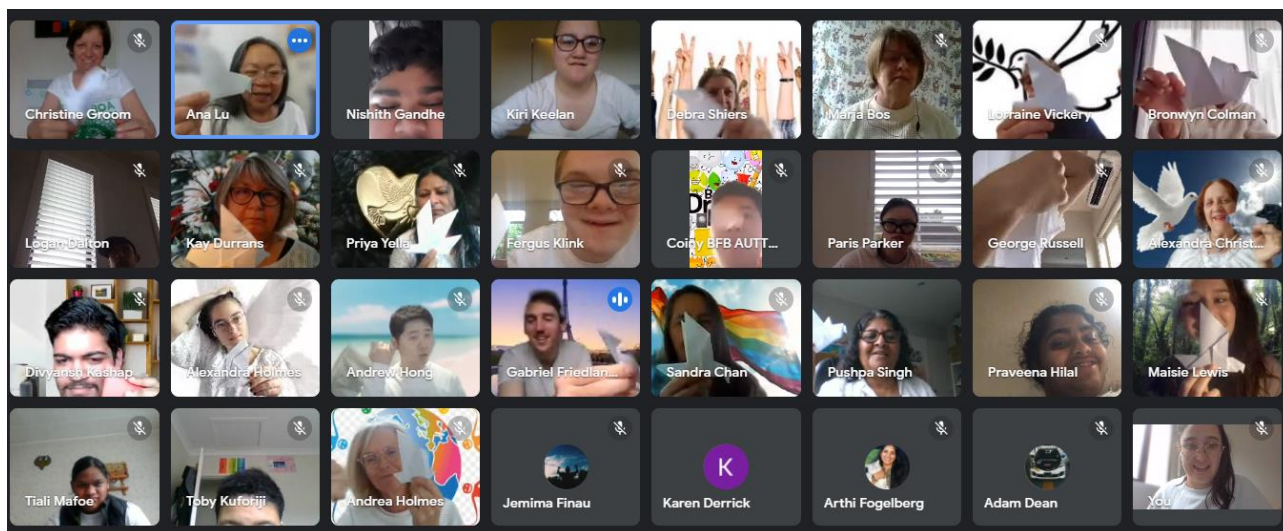 Christine Groom
Ana Lu
Nishith Gandhe
Kiri Keelan
Debra Shiers
Marja Bos
Lorraine Vickery
Bronwyn Colman
Logan Dalton
Kay Durrans
Priya Yella
Fergus Klink
Coiny BFB AUTT...
Paris Parker
George Russell
Alexandra Christ...
Divyansh Kashap
Alexandra Holmes
Andrew Hong
Gabriel Friedlan...
Sandra Chan
Pushpa Singh
Praveena Hilal
Maisie Lewis
Tiali Mafoe
Toby Kuforiji
Andrea Holmes
Jemima Finau
K
Karen Derrick
Arthi Fogelberg
Adam Dean
You